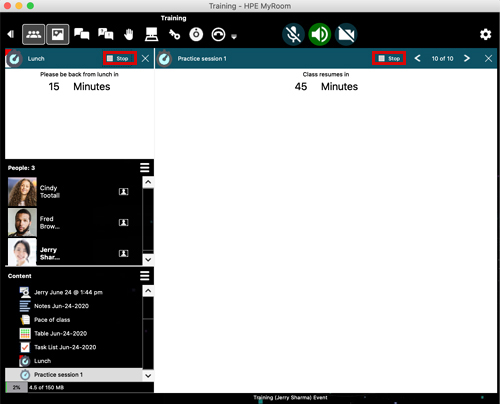 Training - HPE MyRoom
Training
Lunch
Stop
Practice session 1
Stop
10 of 10
Please be back from lunch in
15 Minutes
Class resumes in
45 Minutes
People: 3
Cindy
Tootall
Fred
Brow...
Jerry
Shar...
Content
Jerry June 24 @ 1:44 pm
Notes Jun-24-2020
Pace of class
Table Jun-24-2020
Task List Jun-24-2020
Lunch
Practice session 1
2%
4.5 of 150 MB
Training (Jerry Sharma) Event